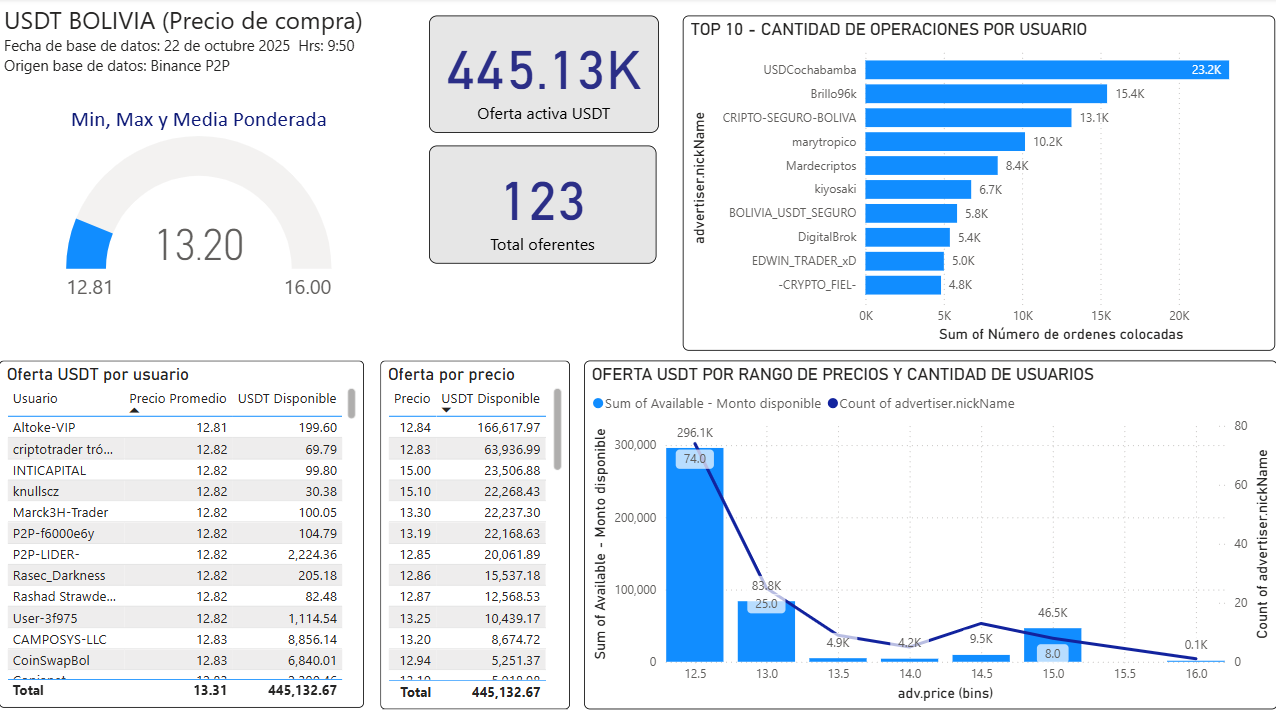 USDT BOLIVIA (Precio de compra)
Fecha de base de datos: 22 de octubre 2025 Hrs: 9:50
Origen base de datos: Binance P2P
Min, Max y Media Ponderada
13.20
12.81 16.00
445.13K
Oferta activa USDT
123
Total oferentes
TOP 10 - CANTIDAD DE OPERACIONES POR USUARIO
advertiser.nickName
USDCochabamba 23.2K
Brillo96k 15.4K
CRIPTO-SEGURO-BOLIVA 13.1K
marytropico 10.2K
Mardecriptos 8.4K
kiyosaki 6.7K
BOLIVIA_USDT_SEGURO 5.8K
DigitalBrok 5.4K
EDWIN_TRADER_xD 5.0K
-CRYPTO_FIEL- 4.8K
0K 5K 10K 15K 20K
Sum of Número de ordenes colocadas
Oferta USDT por usuario
Usuario Precio Promedio USDT Disponible
Altoke-VIP 12.81 199.60
criptotrader tró... 12.82 69.79
INTICAPITAL 12.82 99.80
knullscz 12.82 30.38
Marck3H-Trader 12.82 100.05
P2P-f6000e6y 12.82 104.79
P2P-LIDER- 12.82 2,224.36
Rasec_Darkness 12.82 205.18
Rashad Strawde... 12.82 82.48
User-3f975 12.82 1,114.54
CAMPOSYS-LLC 12.83 8,856.14
CoinSwapBol 12.83 6,840.01
Total 13.31 445,132.67
Oferta por precio
Precio USDT Disponible
12.84 166,617.97
12.83 63,936.99
15.00 23,506.88
15.10 22,268.43
13.30 22,237.30
13.19 22,168.63
12.85 20,061.89
12.86 15,537.18
12.87 12,568.53
13.25 10,439.17
13.20 8,674.72
12.94 5,251.37
Total 445,132.67
OFERTA USDT POR RANGO DE PRECIOS Y CANTIDAD DE USUARIOS
Sum of Available - Monto disponible Count of advertiser.nickName
Sum of Available - Monto disponible
300,000
200,000
100,000
0
296.1K
74.0
83.8K
25.0
4.9K
4.2K
9.5K
46.5K
8.0
0.1K
80
60
40
20
0
Count of advertiser.nickName
12.5 13.0 13.5 14.0 14.5 15.0 15.5 16.0
adv.price (bins)